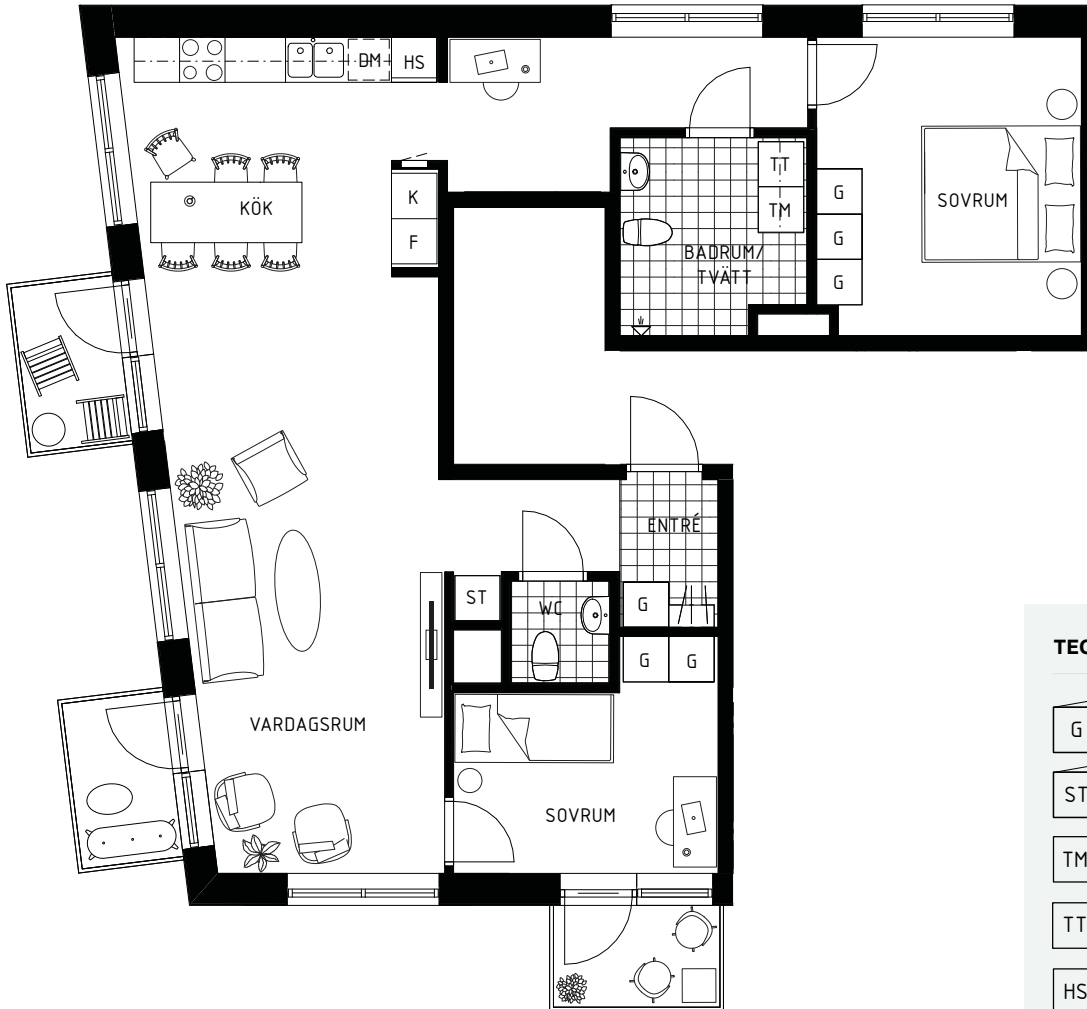 DM
HS
KÖK
K
F
TT
TM
G
G
G
SOVRUM
BADRUM/
TVÄTT
ENTRÉ
G
ST
WC
G
G
VARDAGSRUM
SOVRUM
TEC
G
ST
TM
TT
HS